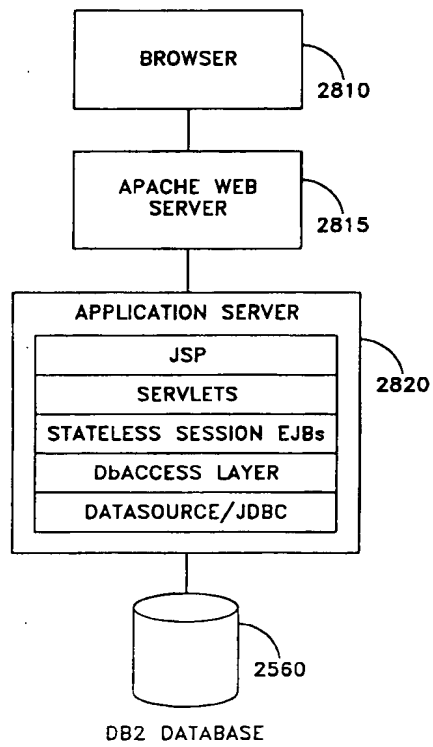 BROWSER
2810
APACHE WEB
SERVER
2815
APPLICATION SERVER
JSP
2820
SERVLETS
STATELESS SESSION EJBs
DbACCESS LAYER
DATASOURCE/JDBC
2560
DB2 DATABASE